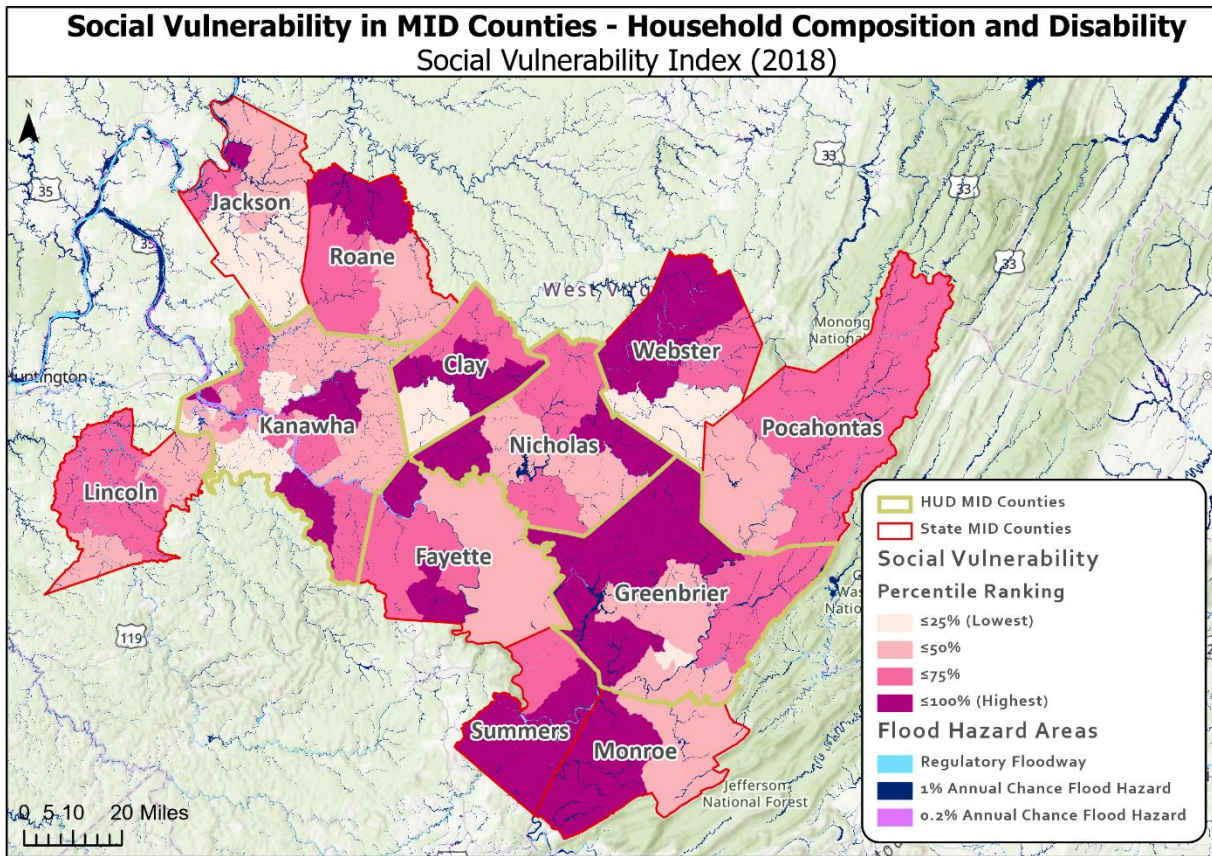 Social Vulnerability in MID Counties - Household Composition and Disability
Social Vulnerability Index (2018)
N
33
35
Jackson
33
35
Roane
33
West Viro
Monong
National
Webster
Clay
Huntington
Pocahontas
Kanawha
Nicholas
Lincoln
Fayette
Greenbrier
Was
Nation
119
Summers
Monroe
Jefferson
National Forest
0 5 10 20 Miles
HUD MID Counties
State MID Counties
Social Vulnerability
Percentile Ranking
≤25% (Lowest)
≤50%
≤75%
≤100% (Highest)
Flood Hazard Areas
Regulatory Floodway
1% Annual Chance Flood Hazard
0.2% Annual Chance Flood Hazard